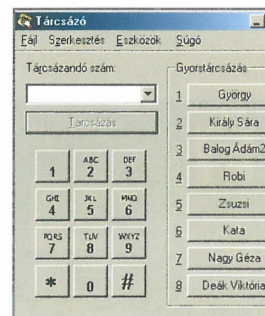 Tárcsázó
Fájl Szerkesztés Eszközök Súgó
Tárcsázandó szám:
Tárcsázás
1
ABC 2
DEF 3
GHI 4
JKL 5
MNO 6
PQRS 7
TUV 8
WXYZ 9
*
0
#
Gyorstárcsázás
1 György
2 Király Sára
3 Balog Ádám2
4 Robi
5 Zsuzsi
6 Kata
7 Nagy Géza
8 Deák Viktória